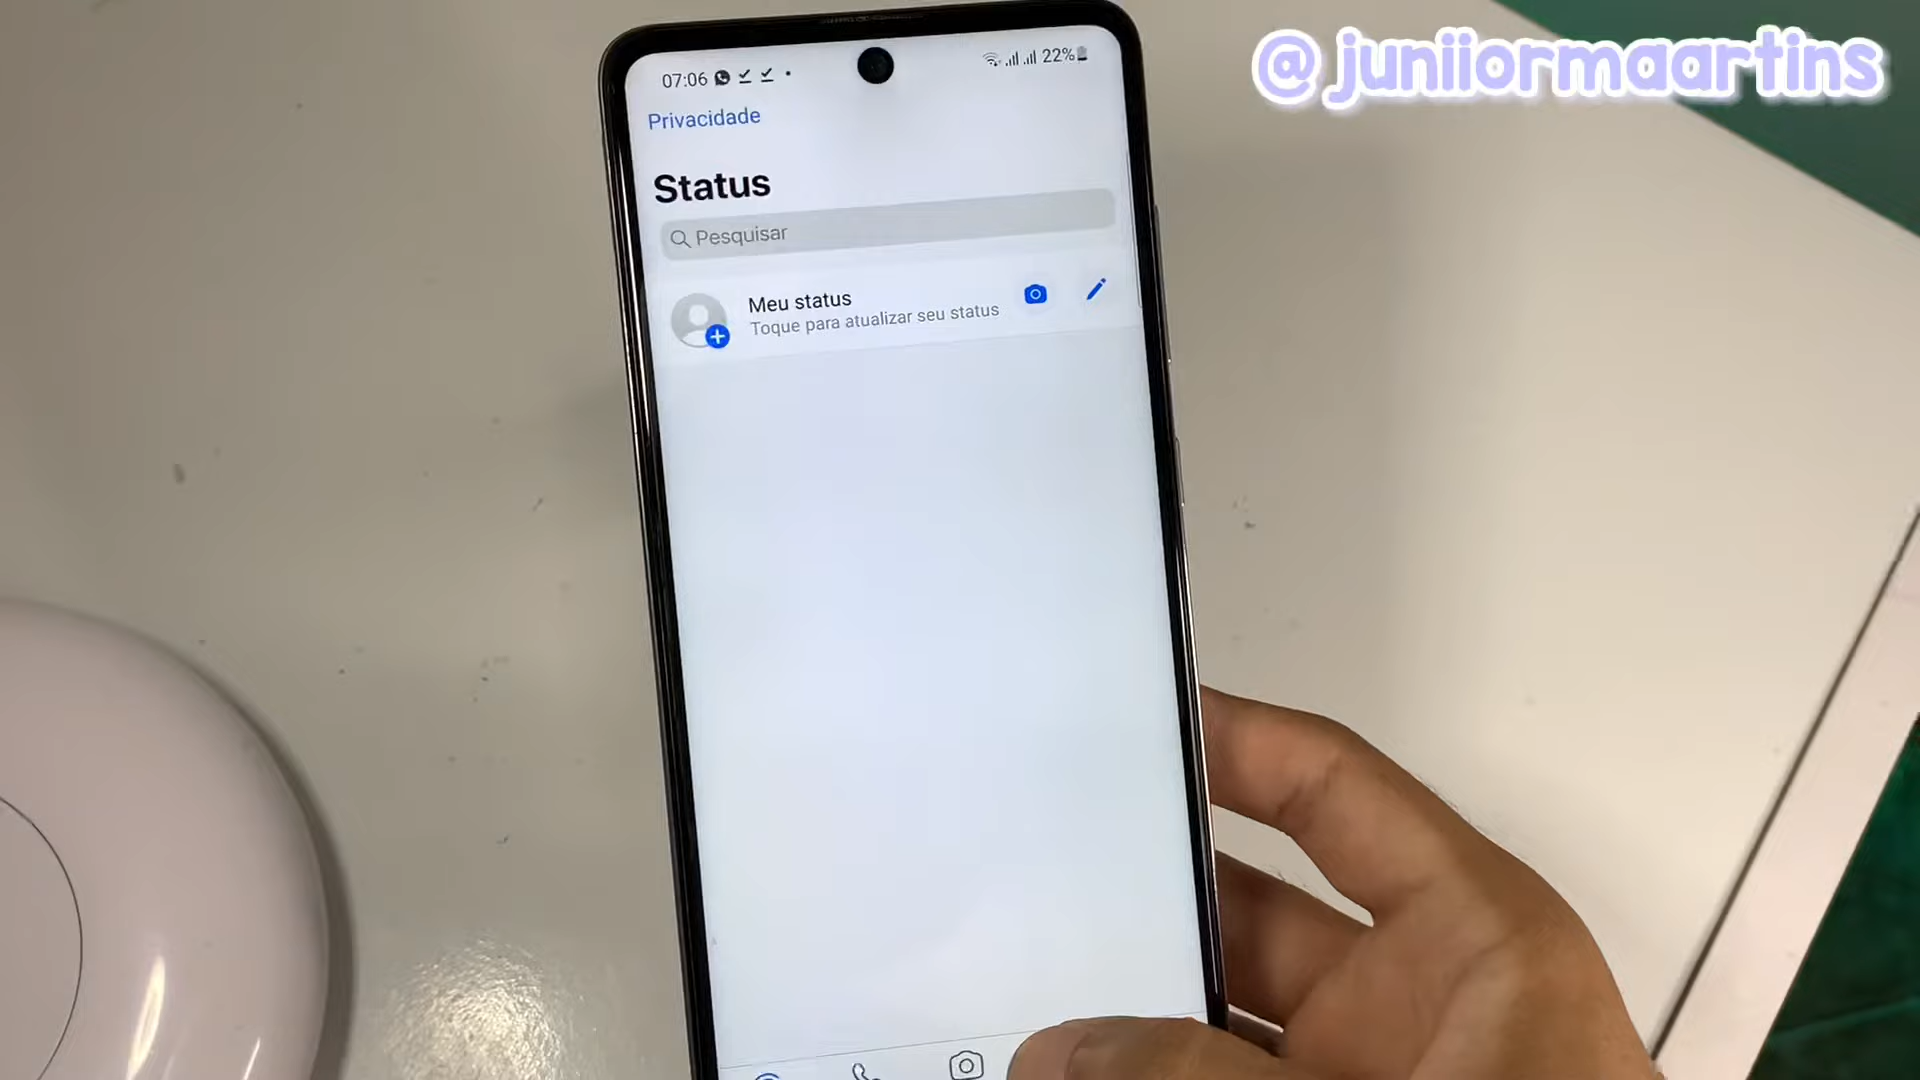 @juniiormaartins
07:06
22%
Privacidade
Status
Pesquisar
Meu status
Toque para atualizar seu status